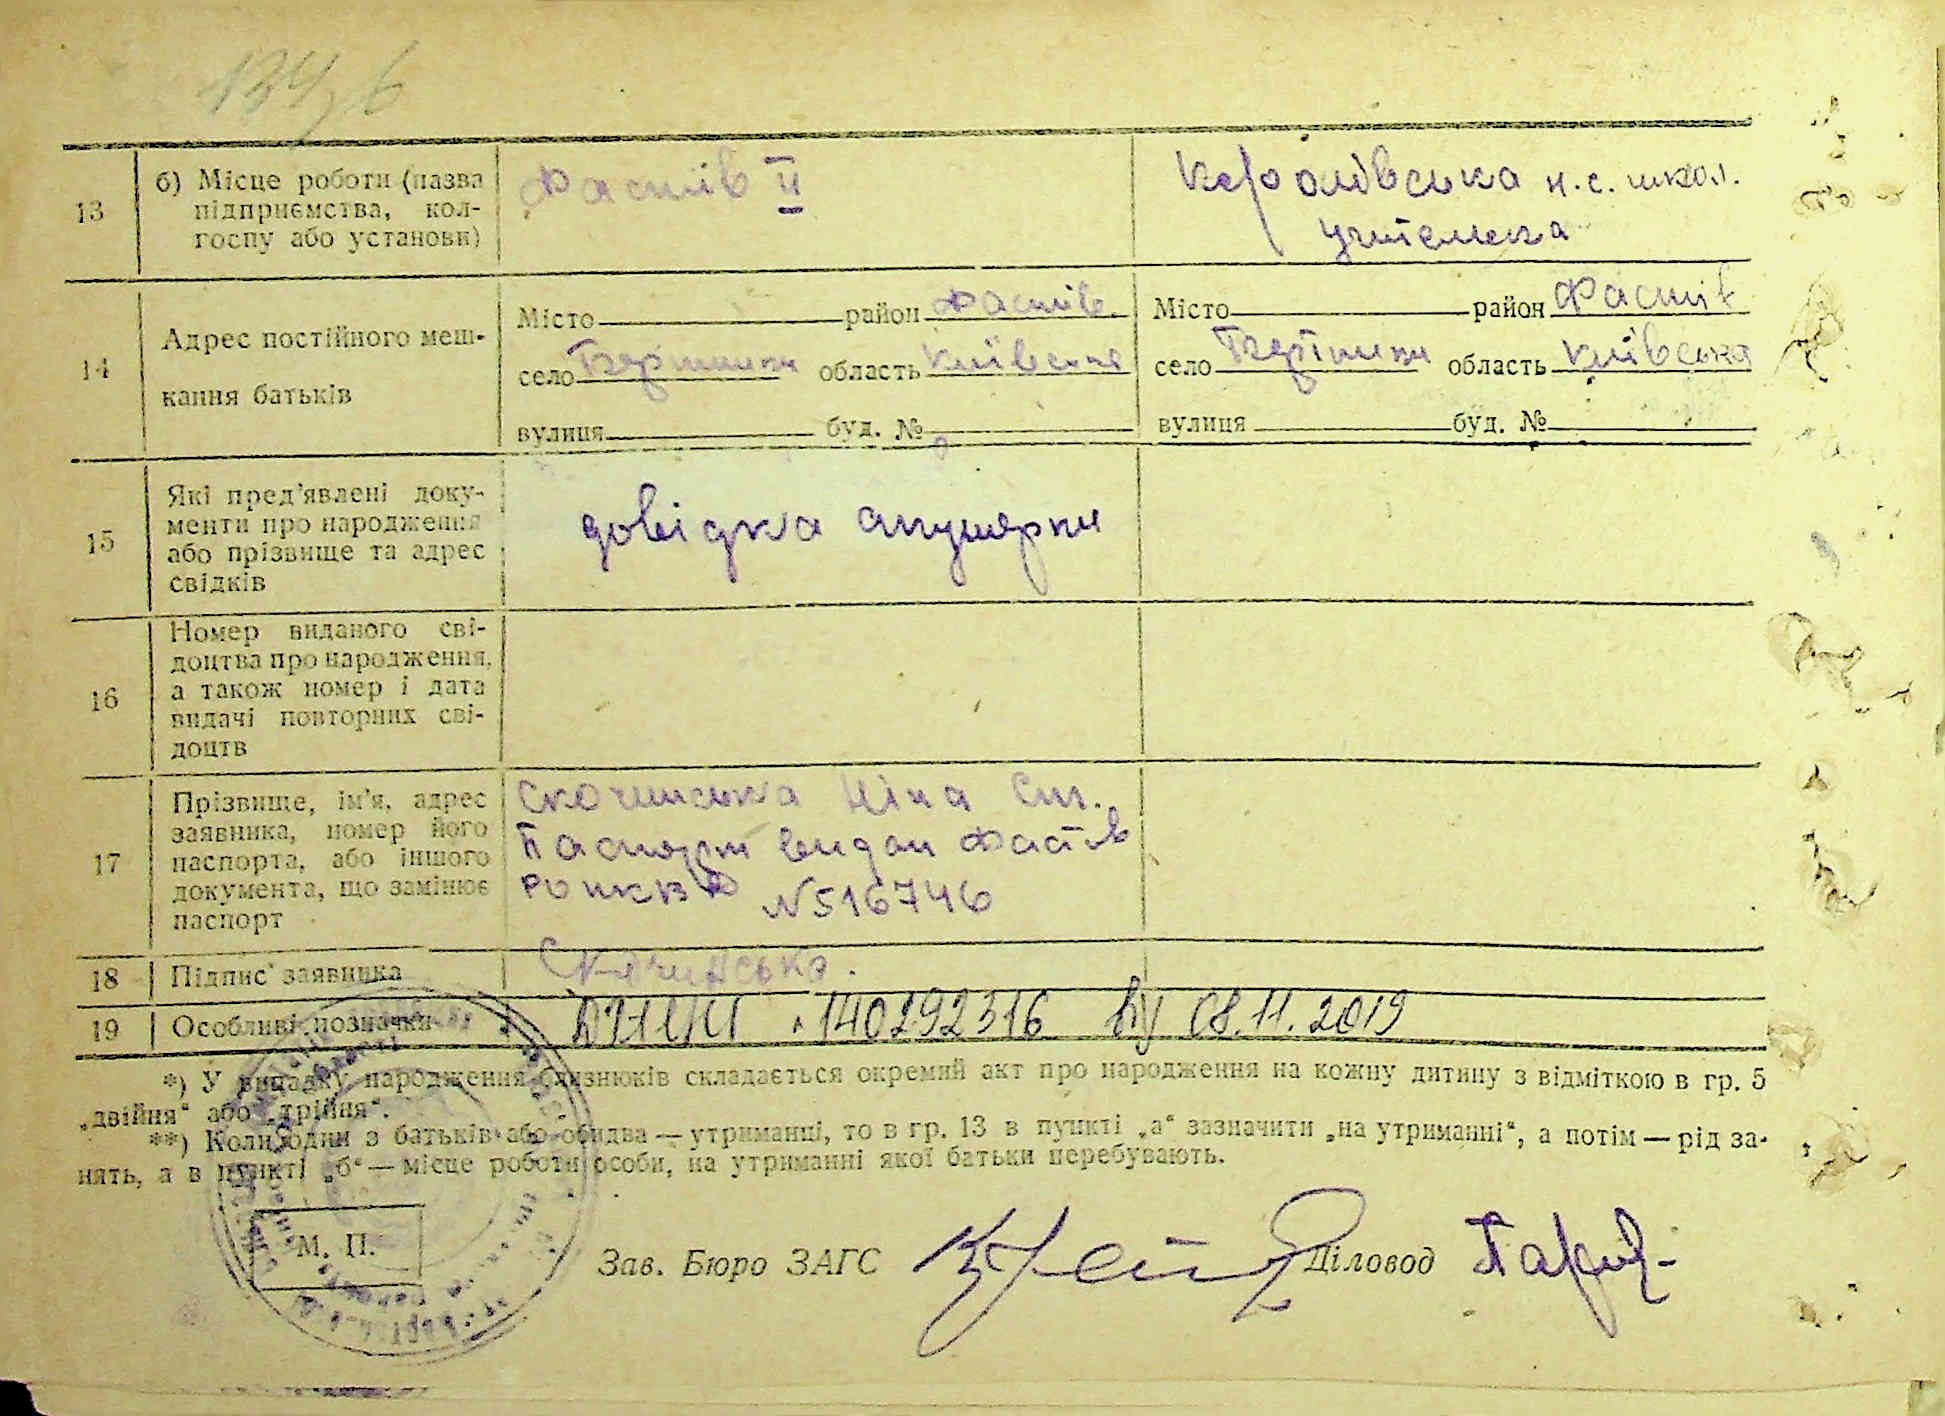 134,6
13
б) Місце роботи (назва
підприємства, кол-
госпу або установи)
Фастів II
н.с. школ.
учителька
14
Адрес постійного меш-
кання батьків
Місто район Фастів
село область Київська
вулиця буд. №
Місто район Фастів
село область Київська
вулиця буд. №
15
Які пред'явлені доку-
менти про народження
або прізвище та адрес
свідків
довідка акушерки
16
Номер виданого сві-
доцтва про народження,
а також номер і дата
видачі повторних сві-
доцтв
17
Прізвище, ім'я, адрес
заявника, номер його
паспорта, або іншого
документа, що замінює
паспорт
Скочинська Ніна
Паспорт видан Фастів
N 516746
18
Підпис заявника
Скочинська.
19
Особливі позначки
140292316 08.11.2019
*) У випадку народження близнюків складається окремий акт про народження на кожну дитину з відміткою в гр. 5
„двійня“ або „трійня“.
**) Коли один з батьків або обидва — утриманці, то в гр. 13 в пункті „а“ зазначити „на утриманні“, а потім — рід за-
нять, а в пункті „б“ — місце роботи особи, на утриманні якої батьки перебувають.
М. П.
Зав. Бюро ЗАГС
Діловод